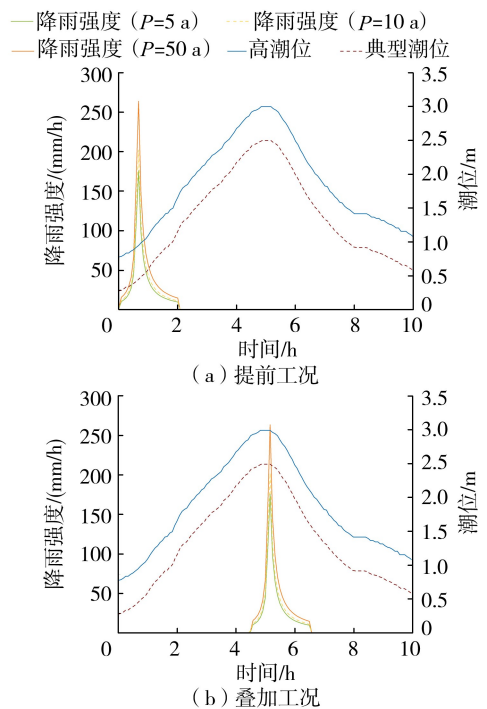 降雨强度（P=5 a） 降雨强度（P=10 a）
降雨强度（P=50 a） 高潮位 典型潮位
300 3.5
250 3.0
200 2.5
150 2.0
100 1.5
50 1.0
0.5
0
降雨强度/(mm/h)
潮位/m
0 2 4 6 8 10
时间/h
（a）提前工况
300 3.5
250 3.0
200 2.5
150 2.0
100 1.5
50 1.0
0.5
0
降雨强度/(mm/h)
潮位/m
0 2 4 6 8 10
时间/h
（b）叠加工况